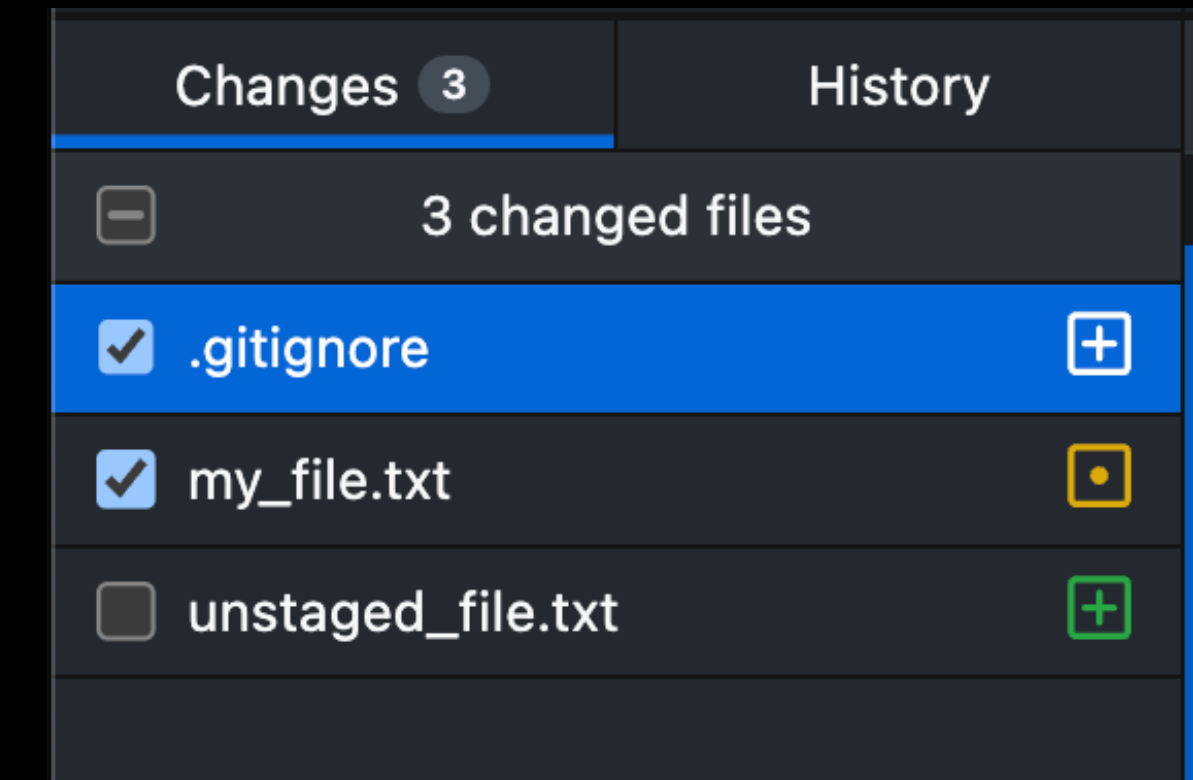 Changes 3 History
3 changed files
.gitignore
my_file.txt
unstaged_file.txt